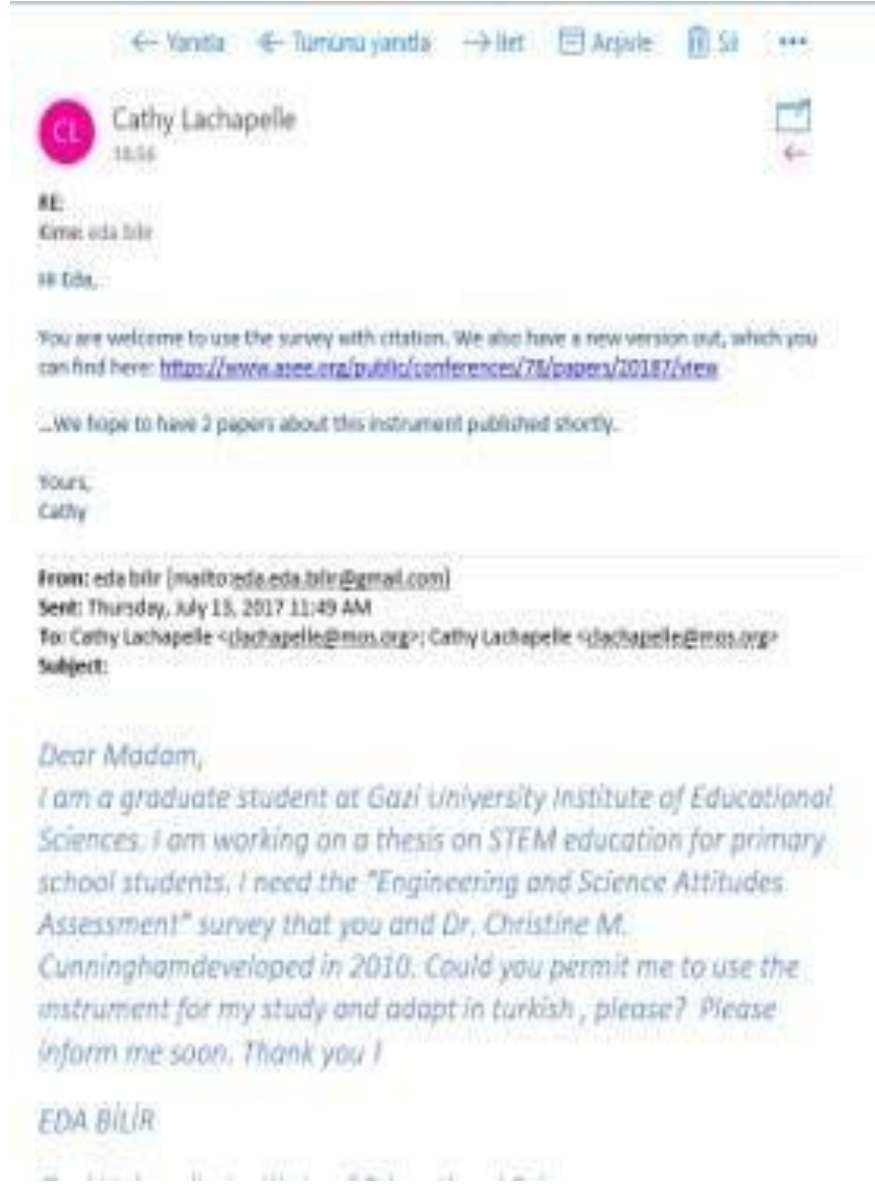 ← Yanıtla ↞ Tümünü yanıtla → İlet Arşivle Sil •••
CL
Cathy Lachapelle
18:56
RE:
Kime: eda bilir
Hi Eda,
You are welcome to use the survey with citation. We also have a new version out, which you
can find here: https://www.asee.org/public/conferences/78/papers/20187/view
...We hope to have 2 papers about this instrument published shortly.
Yours,
Cathy
From: eda bilir [mailto:eda.eda.bilir@gmail.com]
Sent: Thursday, July 13, 2017 11:49 AM
To: Cathy Lachapelle <clachapelle@mos.org>; Cathy Lachapelle <clachapelle@mos.org>
Subject:
Dear Madam,
I am a graduate student at Gazi University Institute of Educational
Sciences. I am working on a thesis on STEM education for primary
school students. I need the "Engineering and Science Attitudes
Assessment" survey that you and Dr. Christine M.
Cunninghamdeveloped in 2010. Could you permit me to use the
instrument for my study and adapt in turkish , please? Please
inform me soon. Thank you !
EDA BİLİR